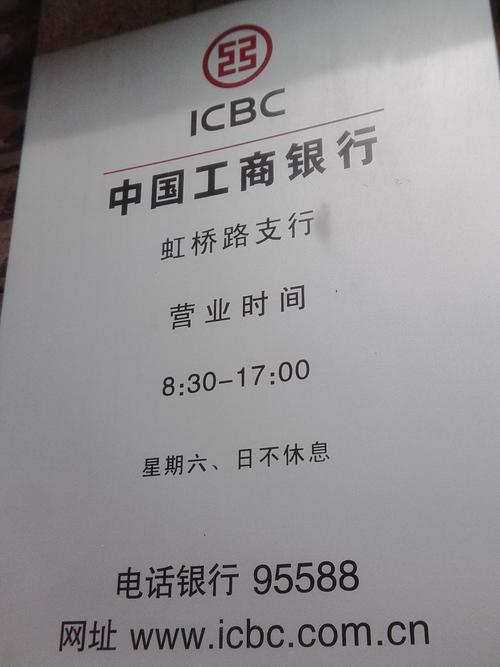 ICBC
中国工商银行
虹桥路支行
营业时间
8:30-17:00
星期六、日不休息
电话银行 95588
网址 www.icbc.com.cn